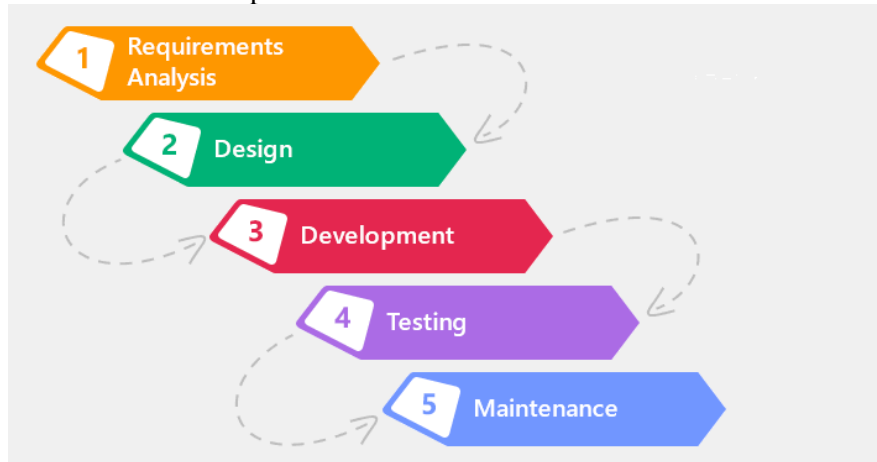 1
Requirements
Analysis
2
Design
3
Development
4
Testing
5
Maintenance